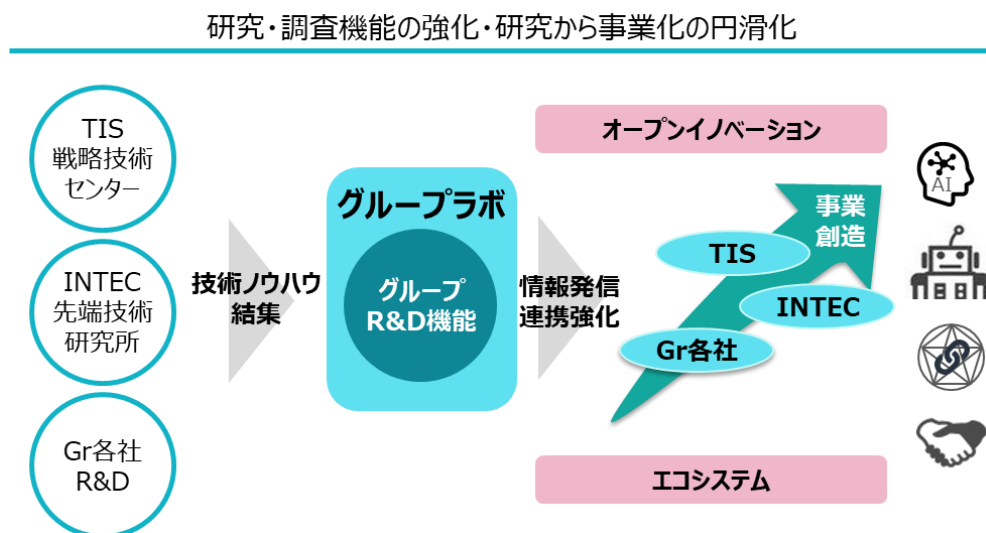 研究・調査機能の強化・研究から事業化の円滑化
TIS
戦略技術
センター
INTEC
先端技術
研究所
Gr各社
R&D
技術ノウハウ
結集
グループラボ
グループ
R&D機能
情報発信
連携強化
オープンイノベーション
事業
創造
TIS
INTEC
Gr各社
エコシステム
AI